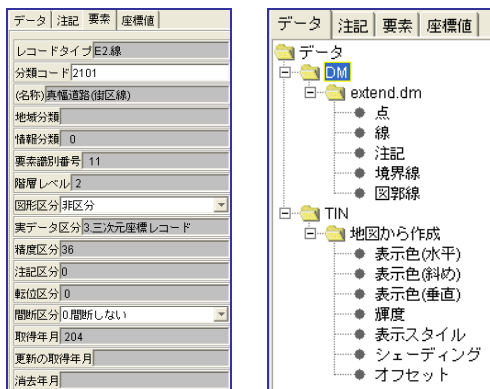 データ 注記 要素 座標値
レコードタイプ E2.線
分類コード 2101
(名称) 真幅道路(街区線)
地域分類
情報分類 0
要素識別番号 11
階層レベル 2
図形区分 非区分
実データ区分 3.三次元座標レコード
精度区分 36
注記区分 0
転位区分 0
間断区分 0.間断しない
取得年月 204
更新の取得年月
消去年月
データ 注記 要素 座標値
データ
DM
extend.dm
点
線
注記
境界線
図郭線
TIN
地図から作成
表示色(水平)
表示色(斜め)
表示色(垂直)
輝度
表示スタイル
シェーディング
オフセット